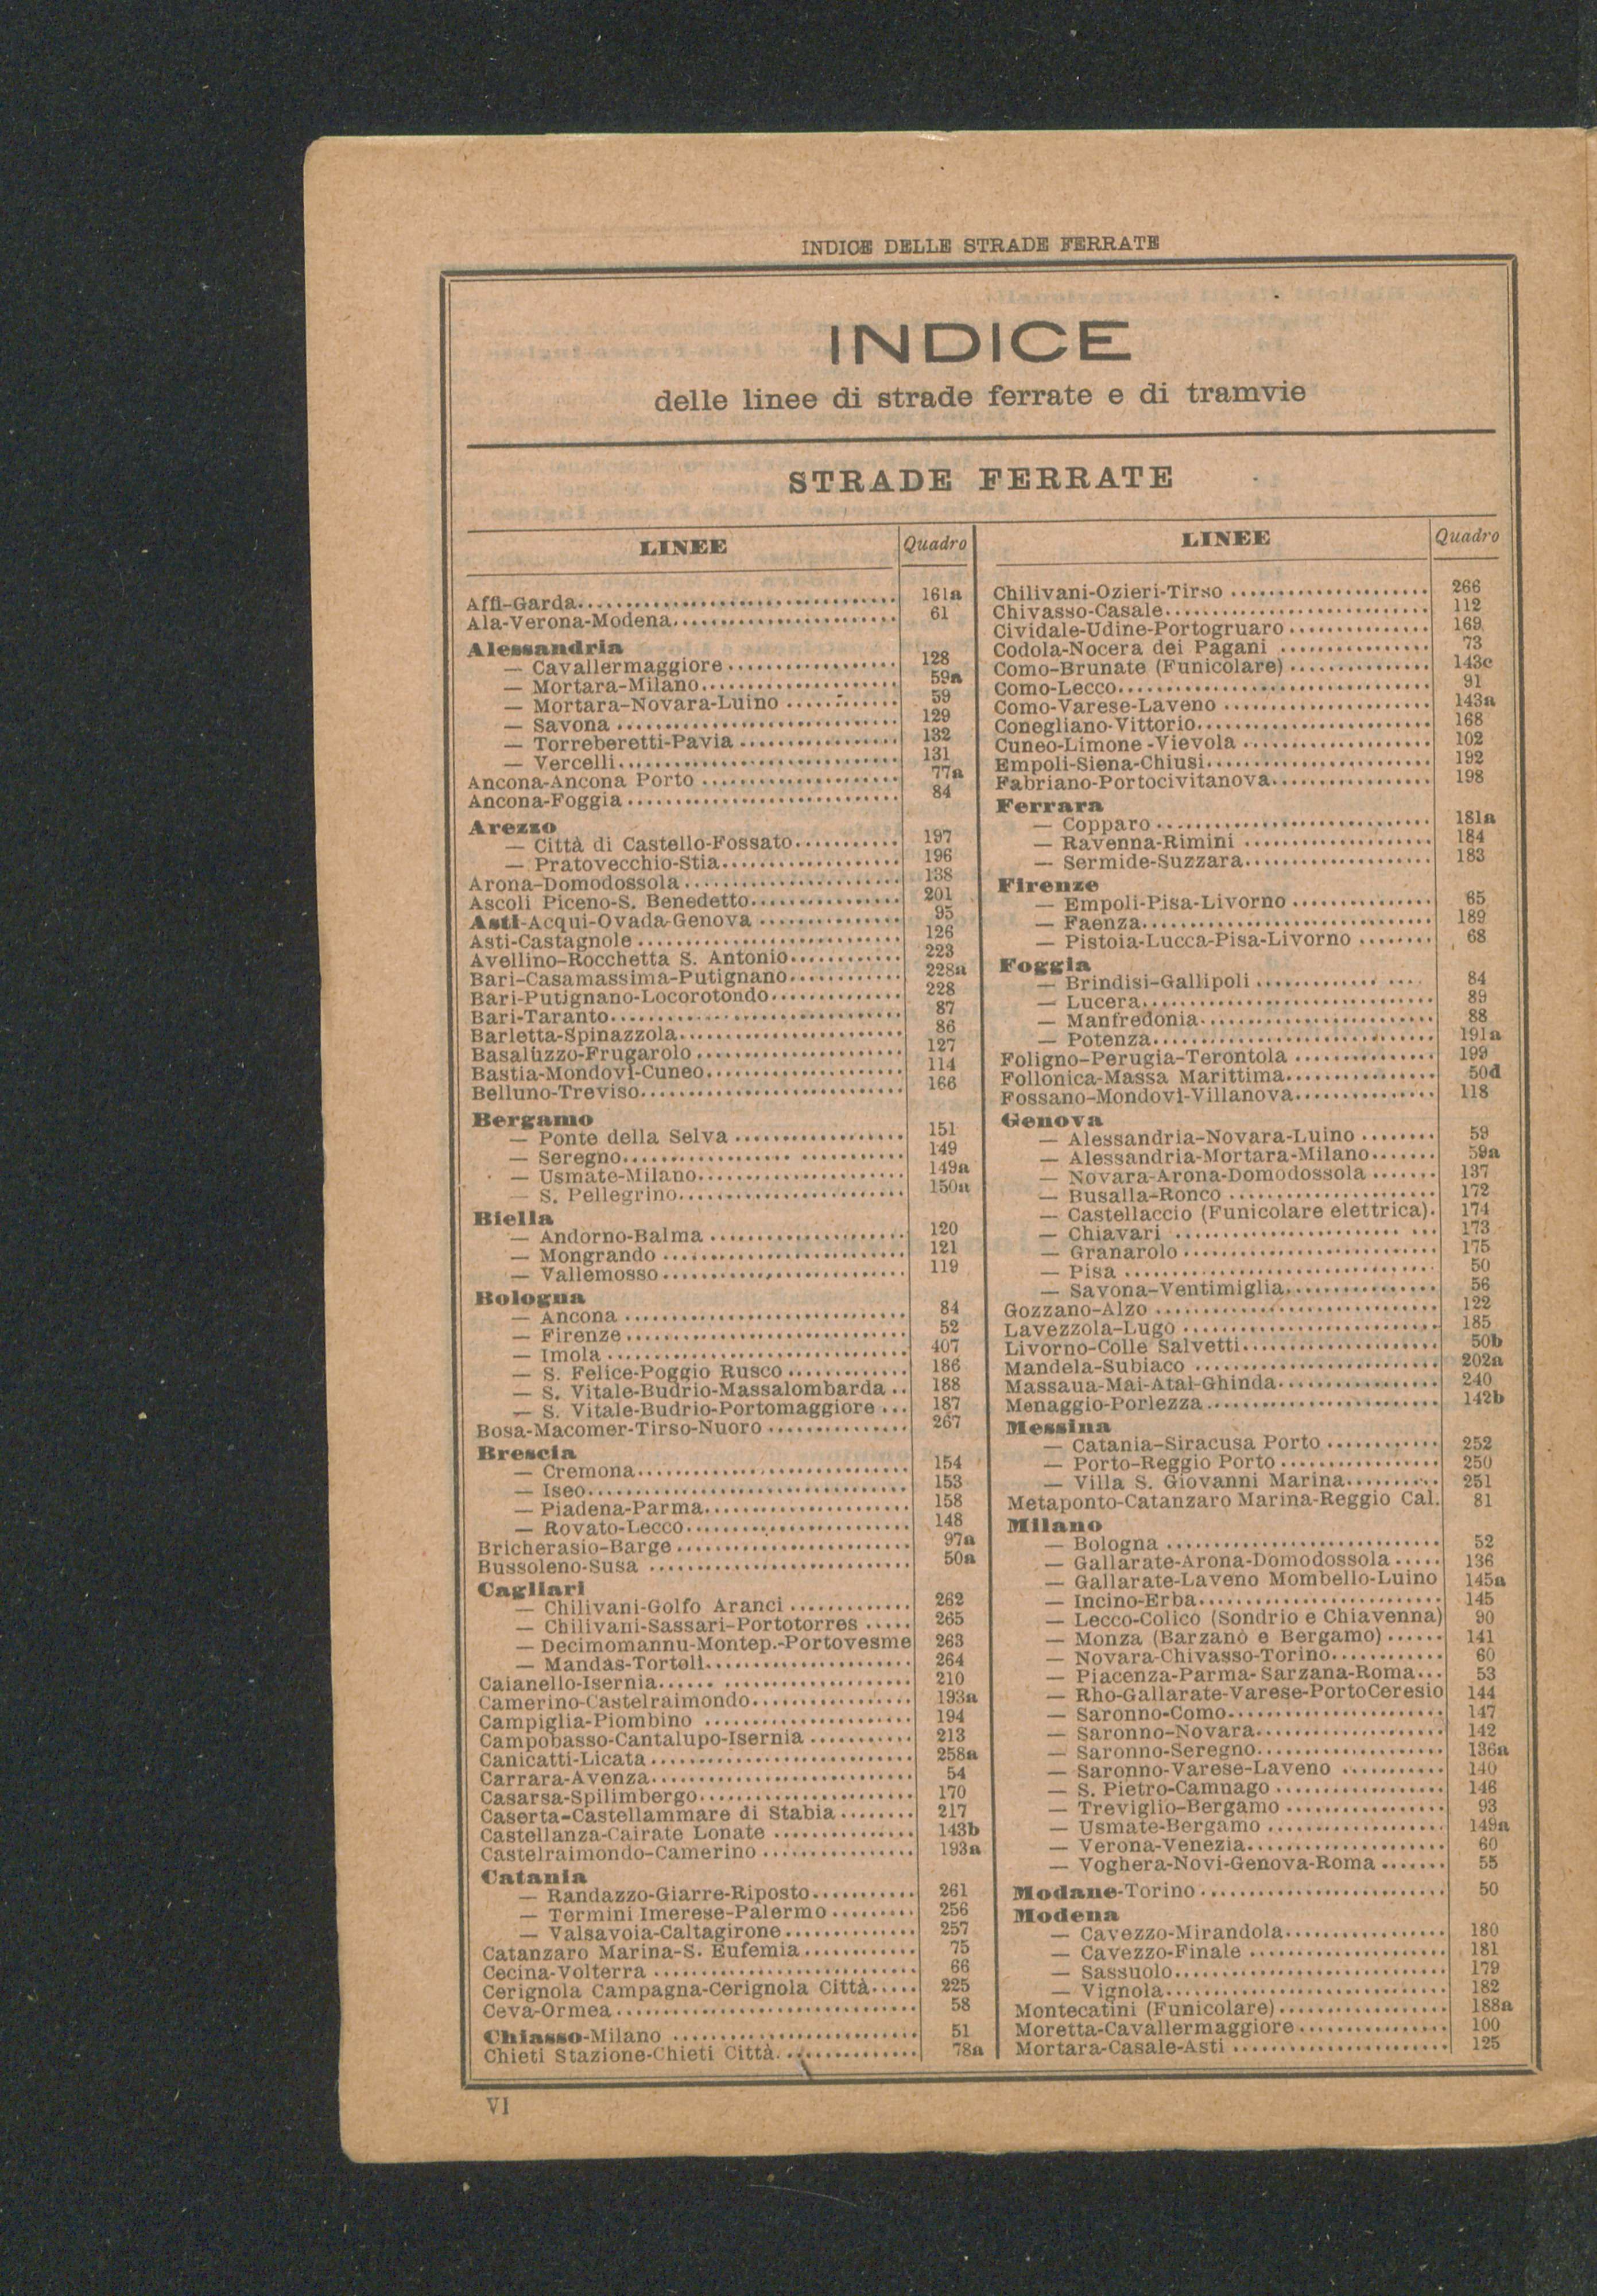 INDICE DELLE STRADE FERRATE
INDICE
delle linee di strade ferrate e di tramvie
STRADE FERRATE
LINEE Quadro
Affi-Garda 161a
Ala-Verona-Modena 61
Alessandria
— Cavallermaggiore 128
— Mortara-Milano 59a
— Mortara-Novara-Luino 59
— Savona 129
— Torreberetti-Pavia 132
— Vercelli 131
Ancona-Ancona Porto 77a
Ancona-Foggia 84
Arezzo
— Città di Castello-Fossato 197
— Pratovecchio-Stia 196
Arona-Domodossola 138
Ascoli Piceno-S. Benedetto 201
Asti-Acqui-Ovada-Genova 95
Asti-Castagnole 126
Avellino-Rocchetta S. Antonio 223
Bari-Casamassima-Putignano 228a
Bari-Putignano-Locorotondo 228
Bari-Taranto 87
Barletta-Spinazzola 86
Basaluzzo-Frugarolo 127
Bastia-Mondovì-Cuneo 114
Belluno-Treviso 166
Bergamo
— Ponte della Selva 151
— Seregno 149
— Usmate-Milano 149a
— S. Pellegrino 150a
Biella
— Andorno-Balma 120
— Mongrando 121
— Vallemosso 119
Bologna
— Ancona 84
— Firenze 52
— Imola 407
— S. Felice-Poggio Rusco 186
— S. Vitale-Budrio-Massalombarda 188
— S. Vitale-Budrio-Portomaggiore 187
Bosa-Macomer-Tirso-Nuoro 267
Brescia
— Cremona 154
— Iseo 153
— Piadena-Parma 158
— Rovato-Lecco 148
Bricherasio-Barge 97a
Bussoleno-Susa 50a
Cagliari
— Chilivani-Golfo Aranci 262
— Chilivani-Sassari-Portotorres 265
— Decimomannu-Montep.-Portovesme 263
— Mandas-Tortoli 264
Caianello-Isernia 210
Camerino-Castelraimondo 193a
Campiglia-Piombino 194
Campobasso-Cantalupo-Isernia 213
Canicatti-Licata 258a
Carrara-Avenza 54
Casarsa-Spilimbergo 170
Caserta-Castellammare di Stabia 217
Castellanza-Cairate Lonate 143b
Castelraimondo-Camerino 193a
Catania
— Randazzo-Giarre-Riposto 261
— Termini Imerese-Palermo 256
— Valsavoia-Caltagirone 257
Catanzaro Marina-S. Eufemia 75
Cecina-Volterra 66
Cerignola Campagna-Cerignola Città 225
Ceva-Ormea 58
Chiasso-Milano 51
Chieti Stazione-Chieti Città 78a
LINEE Quadro
Chilivani-Ozieri-Tirso 266
Chivasso-Casale 112
Cividale-Udine-Portogruaro 169
Codola-Nocera dei Pagani 73
Como-Brunate (Funicolare) 143c
Como-Lecco 91
Como-Varese-Laveno 143a
Conegliano-Vittorio 168
Cuneo-Limone-Vievola 102
Empoli-Siena-Chiusi 192
Fabriano-Portocivitanova 198
Ferrara
— Copparo 181a
— Ravenna-Rimini 184
— Sermide-Suzzara 183
Firenze
— Empoli-Pisa-Livorno 65
— Faenza 189
— Pistoia-Lucca-Pisa-Livorno 68
Foggia
— Brindisi-Gallipoli 84
— Lucera 89
— Manfredonia 88
— Potenza 191a
Foligno-Perugia-Terontola 199
Follonica-Massa Marittima 50d
Fossano-Mondovì-Villanova 118
Genova
— Alessandria-Novara-Luino 59
— Alessandria-Mortara-Milano 59a
— Novara-Arona-Domodossola 137
— Busalla-Ronco 172
— Castellaccio (Funicolare elettrica) 174
— Chiavari 173
— Granarolo 175
— Pisa 50
— Savona-Ventimiglia 56
Gozzano-Alzo 122
Lavezzola-Lugo 185
Livorno-Colle Salvetti 50b
Mandela-Subiaco 202a
Massaua-Mai-Atal-Ghinda 240
Menaggio-Porlezza 142b
Messina
— Catania-Siracusa Porto 252
— Porto-Reggio Porto 250
— Villa S. Giovanni Marina 251
Metaponto-Catanzaro Marina-Reggio Cal. 81
Milano
— Bologna 52
— Gallarate-Arona-Domodossola 136
— Gallarate-Laveno Mombello-Luino 145a
— Incino-Erba 145
— Lecco-Colico (Sondrio e Chiavenna) 90
— Monza (Barzanò e Bergamo) 141
— Novara-Chivasso-Torino 60
— Piacenza-Parma-Sarzana-Roma 53
— Rho-Gallarate-Varese-PortoCeresio 144
— Saronno-Como 147
— Saronno-Novara 142
— Saronno-Seregno 136a
— Saronno-Varese-Laveno 140
— S. Pietro-Camnago 146
— Treviglio-Bergamo 93
— Usmate-Bergamo 149a
— Verona-Venezia 60
— Voghera-Novi-Genova-Roma 55
Modane-Torino 50
Modena
— Cavezzo-Mirandola 180
— Cavezzo-Finale 181
— Sassuolo 179
— Vignola 182
Montecatini (Funicolare) 188a
Moretta-Cavallermaggiore 100
Mortara-Casale-Asti 125
VI